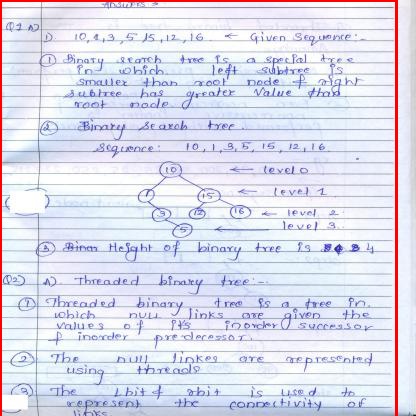 Answers :-
Q1 A)
1). 10, 1, 3, 5, 15, 12, 16. ← Given Sequence:-
① Binary search tree is a special tree
in which left subtree is
smaller than root node & right
subtree has greater value than
root node.
② Binary Search tree.
Sequence: 10, 1, 3, 5, 15, 12, 16.
10 ← level 0
1 15 ← level 1
3 12 16 ← level 2
5 ← level 3
③ Height of binary tree is 4
Q2) A). Threaded binary tree:-
① Threaded binary tree is a tree in
which null links are given the
values of its inorder successor
& inorder predecessor.
② The null linkes are represented
using threads
③ The lbit & rbit is used to
represent the connectivity of
links